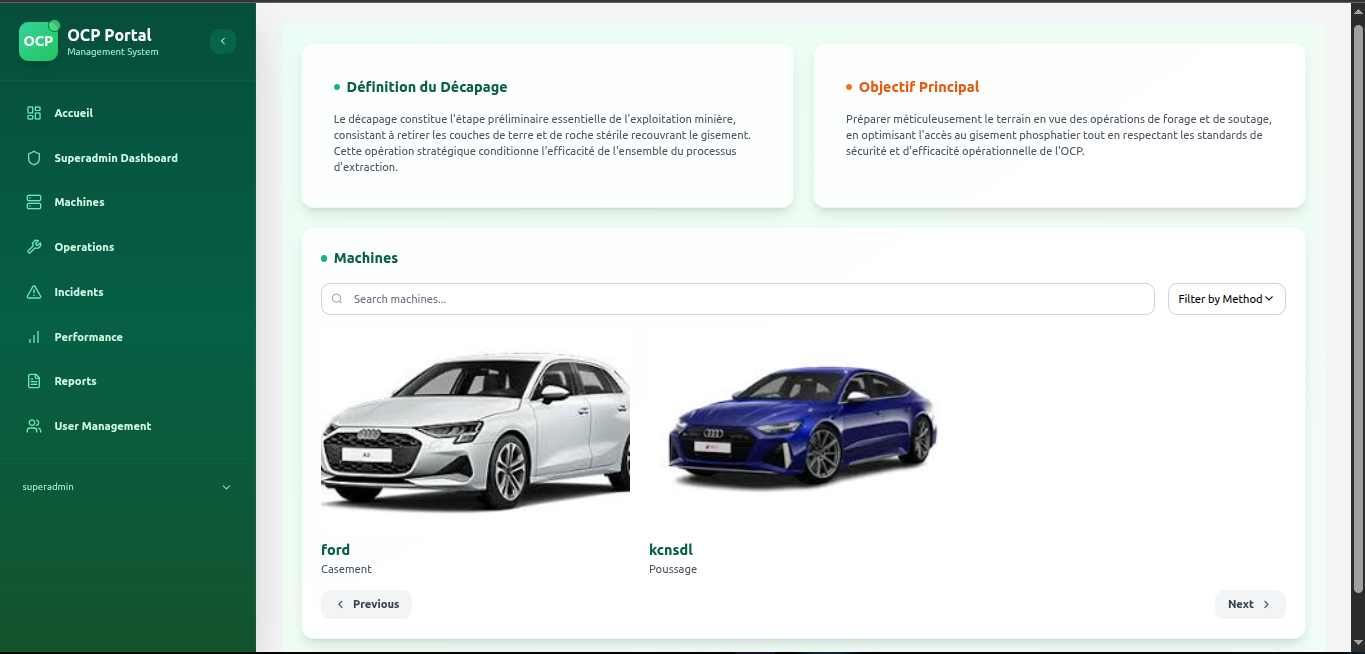 OCP
OCP Portal
Management System
Accueil
Superadmin Dashboard
Machines
Operations
Incidents
Performance
Reports
User Management
superadmin
Définition du Décapage
Le décapage constitue l'étape préliminaire essentielle de l'exploitation minière,
consistant à retirer les couches de terre et de roche stérile recouvrant le gisement.
Cette opération stratégique conditionne l'efficacité de l'ensemble du processus
d'extraction.
Objectif Principal
Préparer méticuleusement le terrain en vue des opérations de forage et de soutage,
en optimisant l'accès au gisement phosphatier tout en respectant les standards de
sécurité et d'efficacité opérationnelle de l'OCP.
Machines
Search machines...
Filter by Method
ford
Casement
kcnsdl
Poussage
Previous
Next